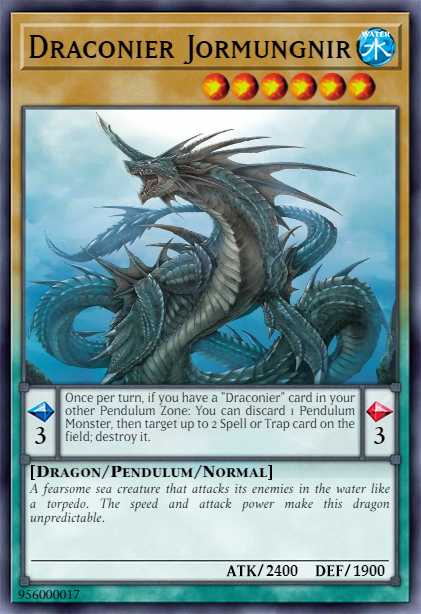 Draconier Jormungnir
WATER
水
Once per turn, if you have a "Draconier" card in your
other Pendulum Zone: You can discard 1 Pendulum
Monster, then target up to 2 Spell or Trap card on the
field; destroy it.
3
3
[Dragon/Pendulum/Normal]
A fearsome sea creature that attacks its enemies in the water like
a torpedo. The speed and attack power make this dragon
unpredictable.
ATK/2400 DEF/1900
956000017